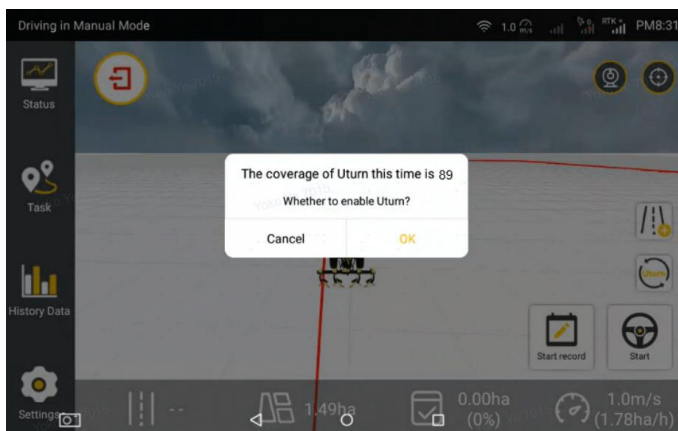 Driving in Manual Mode
1.0 m/s
RTK
PM8:31
Status
Task
History Data
Settings
The coverage of Uturn this time is 89
Whether to enable Uturn?
Cancel
OK
Uturn
Start record
Start
--
1.49ha
0.00ha
(0%)
1.0m/s
(1.78ha/h)